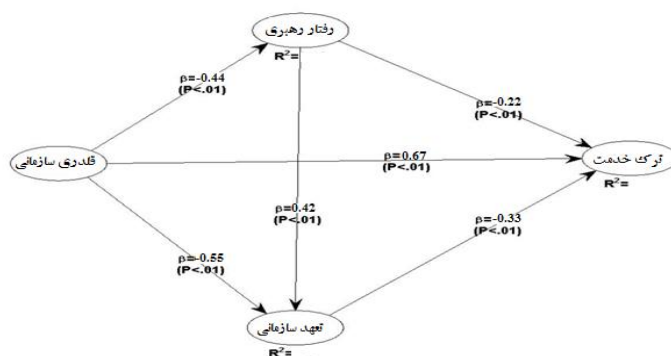 رفتار رهبری
R²=
β=-0.44
(P<.01)
β=-0.22
(P<.01)
قلدری سازمانی
β=0.67
(P<.01)
ترک خدمت
R²=
β=0.42
(P<.01)
β=-0.33
(P<.01)
β=-0.55
(P<.01)
تعهد سازمانی
R²=